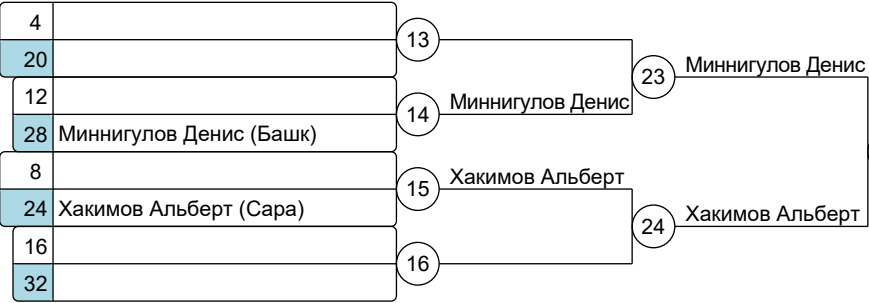 4
13
20
23 Миннигулов Денис
12
14 Миннигулов Денис
28 Миннигулов Денис (Башк)
8
15 Хакимов Альберт
24 Хакимов Альберт (Сара)
24 Хакимов Альберт
16
16
32